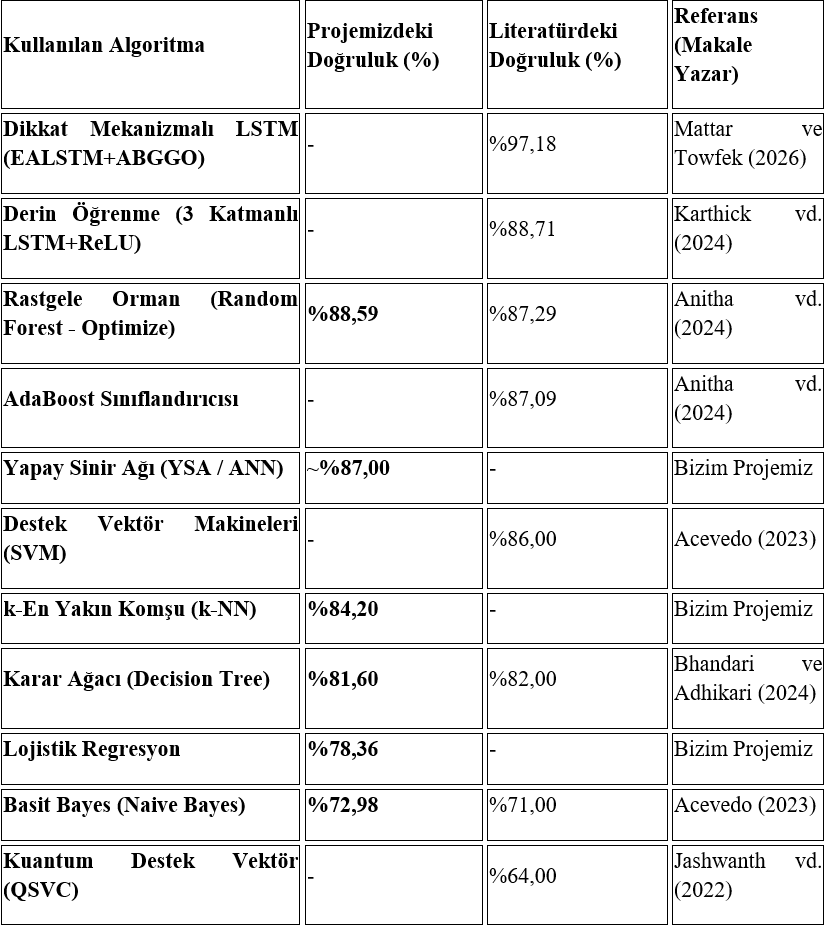 Kullanılan Algoritma
Projemizdeki
Doğruluk (%)
Literatürdeki
Doğruluk (%)
Referans
(Makale
Yazar)
Dikkat Mekanizmalı LSTM
(EALSTM+ABGGO)
-
%97,18
Mattar ve
Towfek (2026)
Derin Öğrenme (3 Katmanlı
LSTM+ReLU)
-
%88,71
Karthick vd.
(2024)
Rastgele Orman (Random
Forest - Optimize)
%88,59
%87,29
Anitha vd.
(2024)
AdaBoost Sınıflandırıcısı
-
%87,09
Anitha vd.
(2024)
Yapay Sinir Ağı (YSA / ANN)
~%87,00
-
Bizim Projemiz
Destek Vektör Makineleri
(SVM)
-
%86,00
Acevedo (2023)
k-En Yakın Komşu (k-NN)
%84,20
-
Bizim Projemiz
Karar Ağacı (Decision Tree)
%81,60
%82,00
Bhandari ve
Adhikari (2024)
Lojistik Regresyon
%78,36
-
Bizim Projemiz
Basit Bayes (Naive Bayes)
%72,98
%71,00
Acevedo (2023)
Kuantum Destek Vektör
(QSVC)
-
%64,00
Jashwanth vd.
(2022)